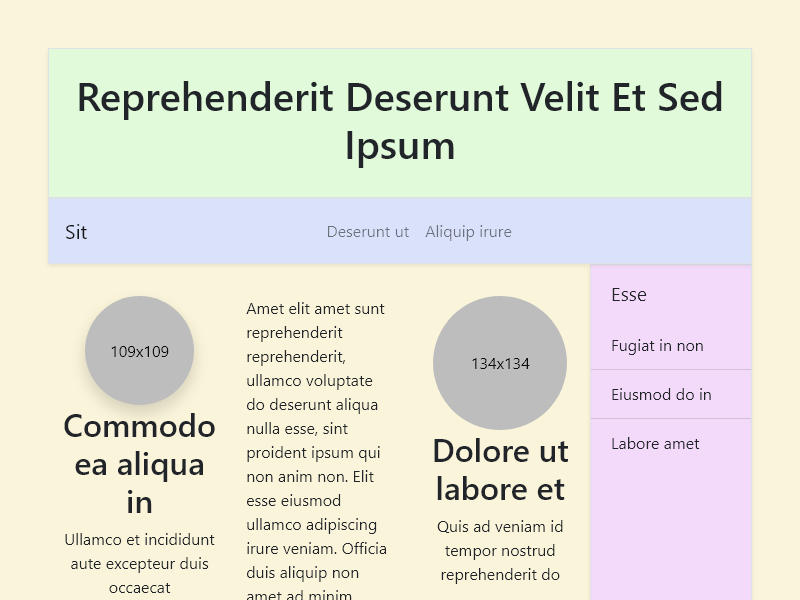 Reprehenderit Deserunt Velit Et Sed
Ipsum
Sit
Deserunt ut
Aliquip irure
109x109
Commodo
ea aliqua
in
Ullamco et incididunt
aute excepteur duis
occaecat
Amet elit amet sunt
reprehenderit
reprehenderit,
ullamco voluptate
do deserunt aliqua
nulla esse, sint
proident ipsum qui
non anim non. Elit
esse eiusmod
ullamco adipiscing
irure veniam. Officia
duis aliquip non
amet ad minim
134x134
Dolore ut
labore et
Quis ad veniam id
tempor nostrud
reprehenderit do
Esse
Fugiat in non
Eiusmod do in
Labore amet